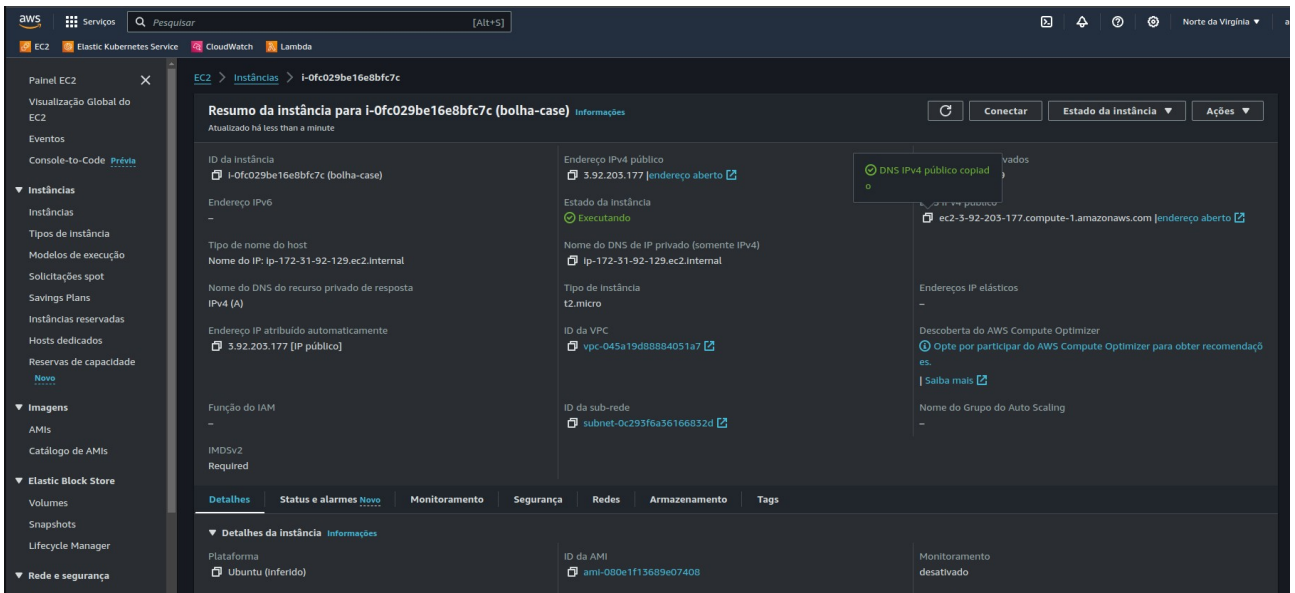 aws
Serviços
Pesquisar
[Alt+S]
Norte da Virgínia ▼
EC2
Elastic Kubernetes Service
CloudWatch
Lambda
Painel EC2
Visualização Global do
EC2
Eventos
Console-to-Code Prévia
▼ Instâncias
Instâncias
Tipos de instância
Modelos de execução
Solicitações spot
Savings Plans
Instâncias reservadas
Hosts dedicados
Reservas de capacidade
Novo
▼ Imagens
AMIs
Catálogo de AMIs
▼ Elastic Block Store
Volumes
Snapshots
Lifecycle Manager
▼ Rede e segurança
EC2 > Instâncias > i-0fc029be16e8bfc7c
Resumo da instância para i-0fc029be16e8bfc7c (bolha-case) Informações
Atualizado há less than a minute
Conectar
Estado da instância ▼
Ações ▼
ID da instância
i-0fc029be16e8bfc7c (bolha-case)
Endereço IPv4 público
3.92.203.177 |endereço aberto
DNS IPv4 público copiad
o
Endereço IPv6
–
Estado da instância
Executando
ec2-3-92-203-177.compute-1.amazonaws.com |endereço aberto
Tipo de nome do host
Nome do IP: ip-172-31-92-129.ec2.internal
Nome do DNS de IP privado (somente IPv4)
ip-172-31-92-129.ec2.internal
Nome do DNS do recurso privado de resposta
IPv4 (A)
Tipo de instância
t2.micro
Endereços IP elásticos
–
Endereço IP atribuído automaticamente
3.92.203.177 [IP público]
ID da VPC
vpc-045a19d88884051a7
Descoberta do AWS Compute Optimizer
Opte por participar do AWS Compute Optimizer para obter recomendaçõ
es.
| Saiba mais
Função do IAM
–
ID da sub-rede
subnet-0c293f6a36166832d
Nome do Grupo do Auto Scaling
–
IMDSv2
Required
Detalhes
Status e alarmes Novo
Monitoramento
Segurança
Redes
Armazenamento
Tags
▼ Detalhes da instância Informações
Plataforma
Ubuntu (Inferido)
ID da AMI
ami-080e1f13689e07408
Monitoramento
desativado